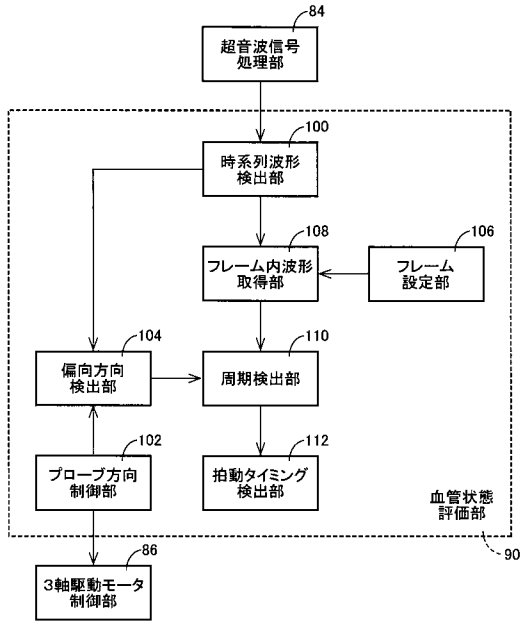 84
超音波信号
処理部
100
時系列波形
検出部
108
フレーム内波形
取得部
106
フレーム
設定部
104
偏向方向
検出部
110
周期検出部
102
プローブ方向
制御部
112
拍動タイミング
検出部
血管状態
評価部
90
86
3軸駆動モータ
制御部